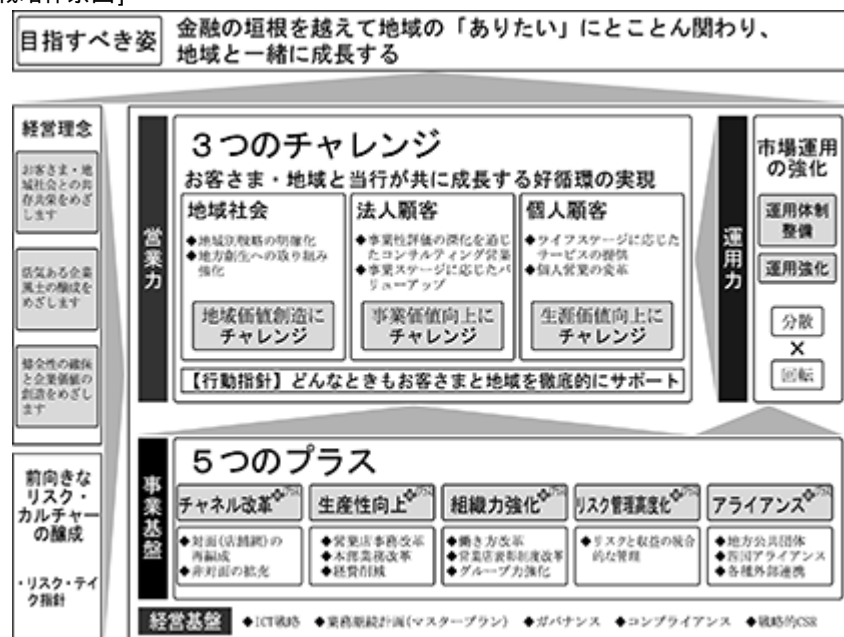 目指すべき姿
金融の垣根を越えて地域の「ありたい」にとことん関わり、
地域と一緒に成長する
経営理念
お客さま・地
域社会との共
存共栄をめざ
します
活気ある企業
風土の醸成を
めざします
健全性の確保
と企業価値の
創造をめざし
ます
前向きな
リスク・
カルチャー
の醸成
・リスク・テイ
ク指針
営業力
3つのチャレンジ
お客さま・地域と当行が共に成長する好循環の実現
地域社会
◆地域別戦略の明確化
◆地方創生への取り組み
強化
地域価値創造に
チャレンジ
法人顧客
◆事業性評価の深化を通じ
たコンサルティング営業
◆事業ステージに応じたバ
リューアップ
事業価値向上に
チャレンジ
個人顧客
◆ライフステージに応じた
サービスの提供
◆個人営業の変革
生涯価値向上に
チャレンジ
【行動指針】どんなときもお客さまと地域を徹底的にサポート
運用力
市場運用
の強化
運用体制
整備
運用強化
分散
×
回転
事業基盤
5つのプラス
チャネル改革
◆対面(店舗網)の
再編成
◆非対面の拡充
生産性向上
◆営業店事務改革
◆本部業務改革
◆経費削減
組織力強化
◆働き方改革
◆営業店表彰制度改革
◆グループ力強化
リスク管理高度化
◆リスクと収益の統合
的な管理
アライアンス
◆地方公共団体
◆四国アライアンス
◆各種外部連携
経営基盤
◆ICT戦略 ◆業務継続計画(マスタープラン) ◆ガバナンス ◆コンプライアンス ◆戦略的CSR